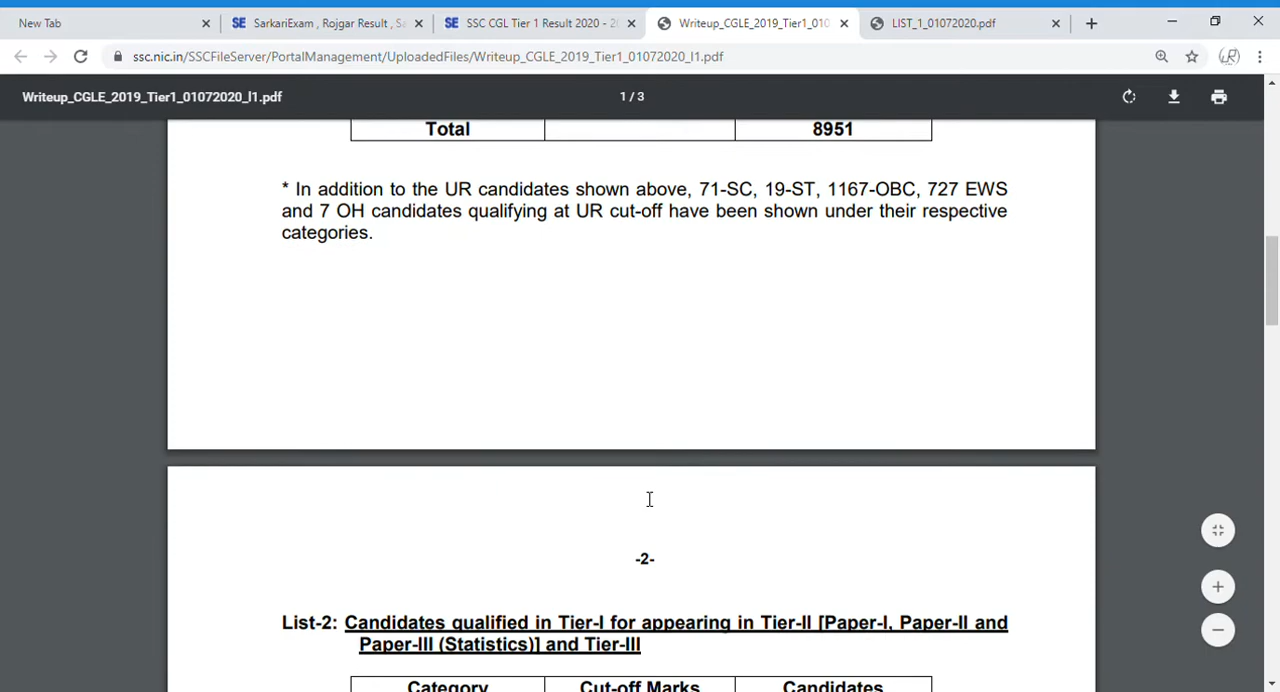 New Tab
SE SarkariExam , Rojgar Result , Sa
SE SSC CGL Tier 1 Result 2020 - 20
Writeup_CGLE_2019_Tier1_010
LIST_1_01072020.pdf
ssc.nic.in/SSCFileServer/PortalManagement/UploadedFiles/Writeup_CGLE_2019_Tier1_01072020_l1.pdf
Writeup_CGLE_2019_Tier1_01072020_l1.pdf
1 / 3
Total 8951
* In addition to the UR candidates shown above, 71-SC, 19-ST, 1167-OBC, 727 EWS
and 7 OH candidates qualifying at UR cut-off have been shown under their respective
categories.
-2-
List-2: Candidates qualified in Tier-I for appearing in Tier-II [Paper-I, Paper-II and
Paper-III (Statistics)] and Tier-III
Category Cut-off Marks Candidates